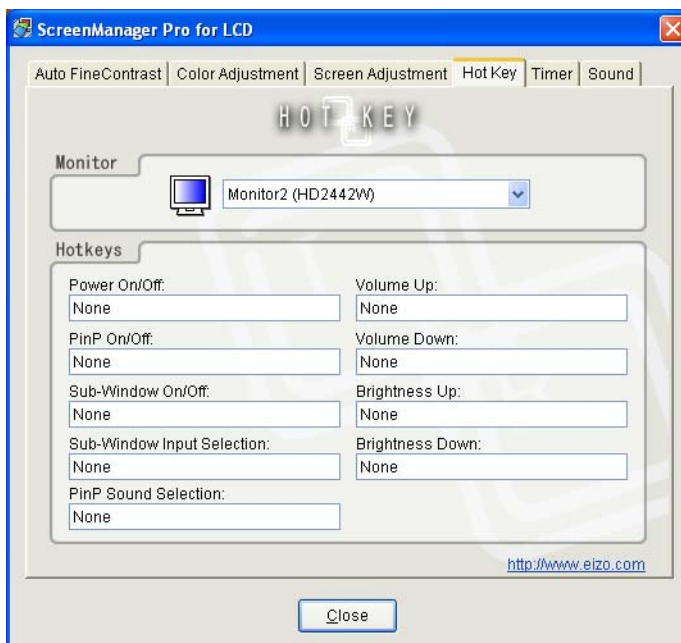 ScreenManager Pro for LCD
Auto FineContrast Color Adjustment Screen Adjustment Hot Key Timer Sound
HOT KEY
Monitor
Monitor2 (HD2442W)
Hotkeys
Power On/Off:
None
PinP On/Off:
None
Sub-Window On/Off:
None
Sub-Window Input Selection:
None
PinP Sound Selection:
None
Volume Up:
None
Volume Down:
None
Brightness Up:
None
Brightness Down:
None
http://www.eizo.com
Close